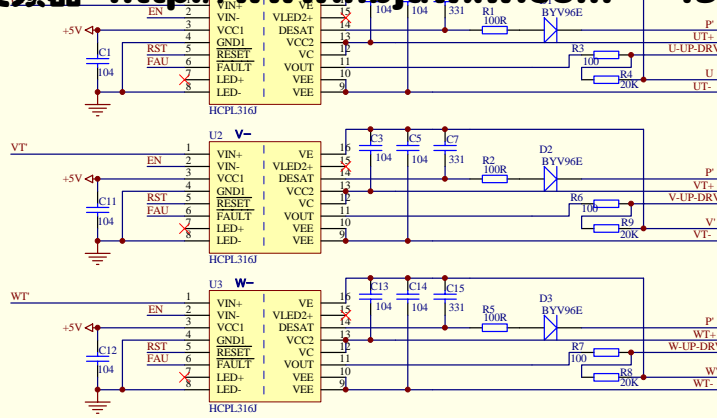 EN
+5V
RST
FAU
C1
104
2
3
4
5
6
7
8
VIN-
VCC1
GND1
RESET
FAULT
LED+
LED-
VLED2+
DESAT
VCC2
VC
VOUT
VEE
VEE
14
13
12
11
10
9
HCPL316J
104
104
331
R1
100R
BYV96E
R3
100
R4
20K
P'
UT+
U-UP-DRV
U
UT-
U2 V-
VT'
EN
+5V
RST
FAU
C11
104
1
2
3
4
5
6
7
8
VIN+
VIN-
VCC1
GND1
RESET
FAULT
LED+
LED-
VE
VLED2+
DESAT
VCC2
VC
VOUT
VEE
VEE
16
15
14
13
12
11
10
9
HCPL316J
C3
104
C5
104
C7
331
R2
100R
D2
BYV96E
R6
100
R9
20K
P'
VT+
V-UP-DRV
V'
VT-
U3 W-
WT'
EN
+5V
RST
FAU
C12
104
1
2
3
4
5
6
7
8
VIN+
VIN-
VCC1
GND1
RESET
FAULT
LED+
LED-
VE
VLED2+
DESAT
VCC2
VC
VOUT
VEE
VEE
16
15
14
13
12
11
10
9
HCPL316J
C13
104
C14
104
C15
331
R5
100R
D3
BYV96E
R7
100
R8
20K
P'
WT+
W-UP-DRV
W'
WT-